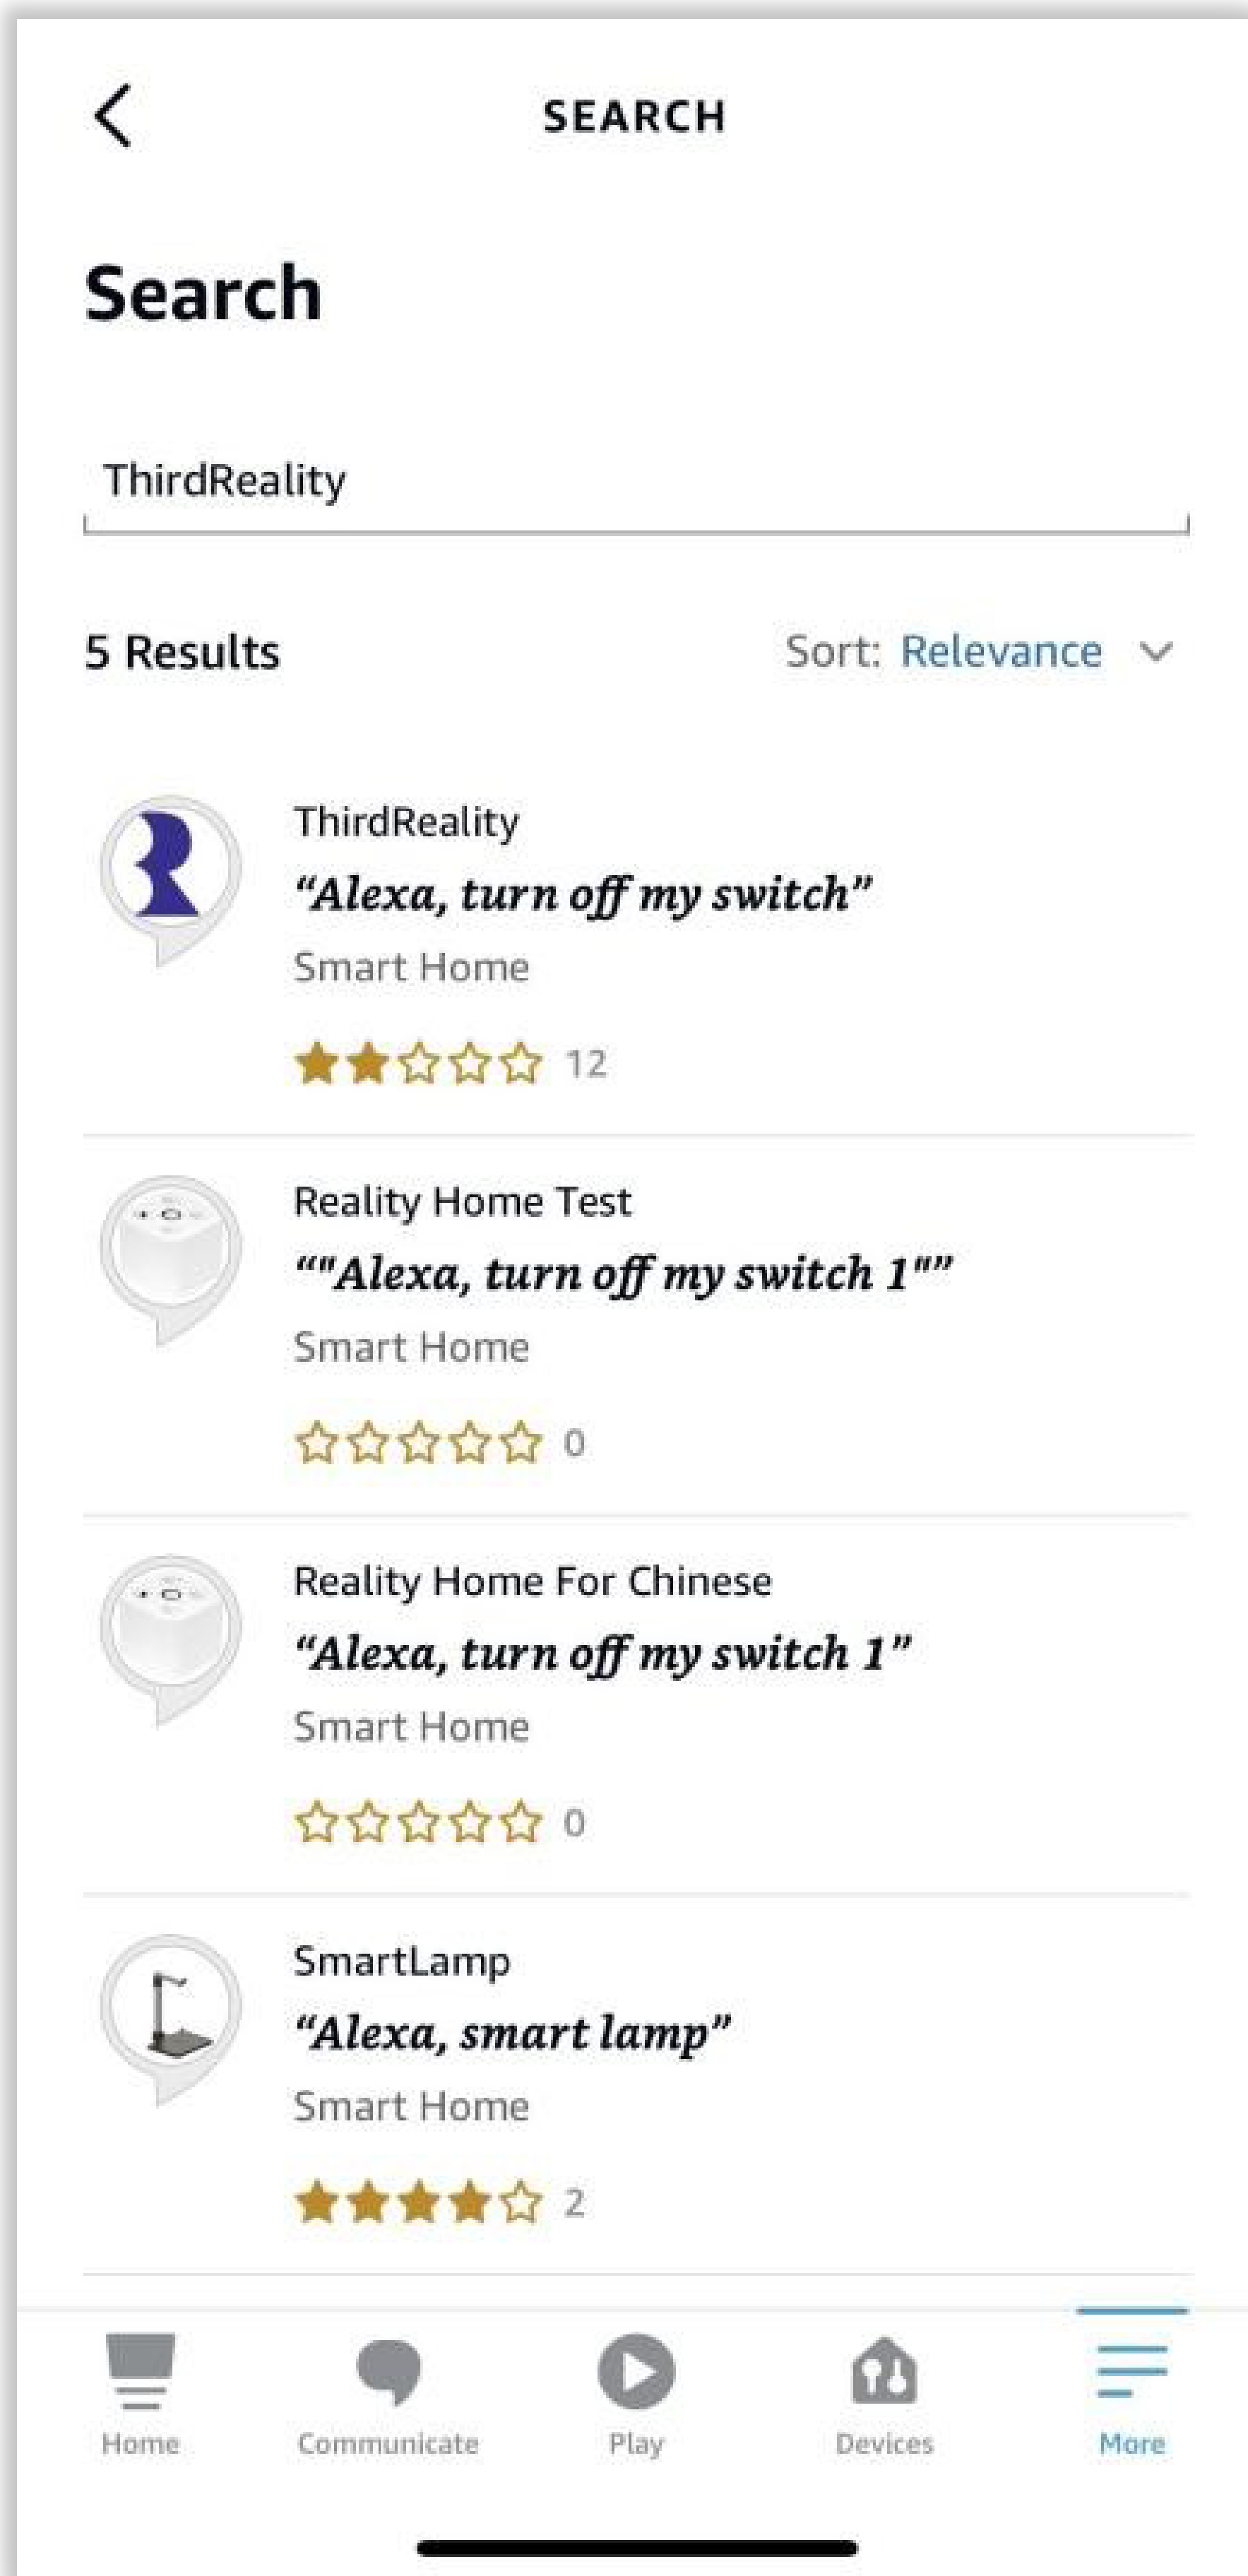 SEARCH
Search
ThirdReality
5 Results
Sort: Relevance
ThirdReality
“Alexa, turn off my switch”
Smart Home
12
Reality Home Test
“"Alexa, turn off my switch 1"”
Smart Home
0
Reality Home For Chinese
“Alexa, turn off my switch 1”
Smart Home
0
SmartLamp
“Alexa, smart lamp”
Smart Home
2
Home Communicate Play Devices More